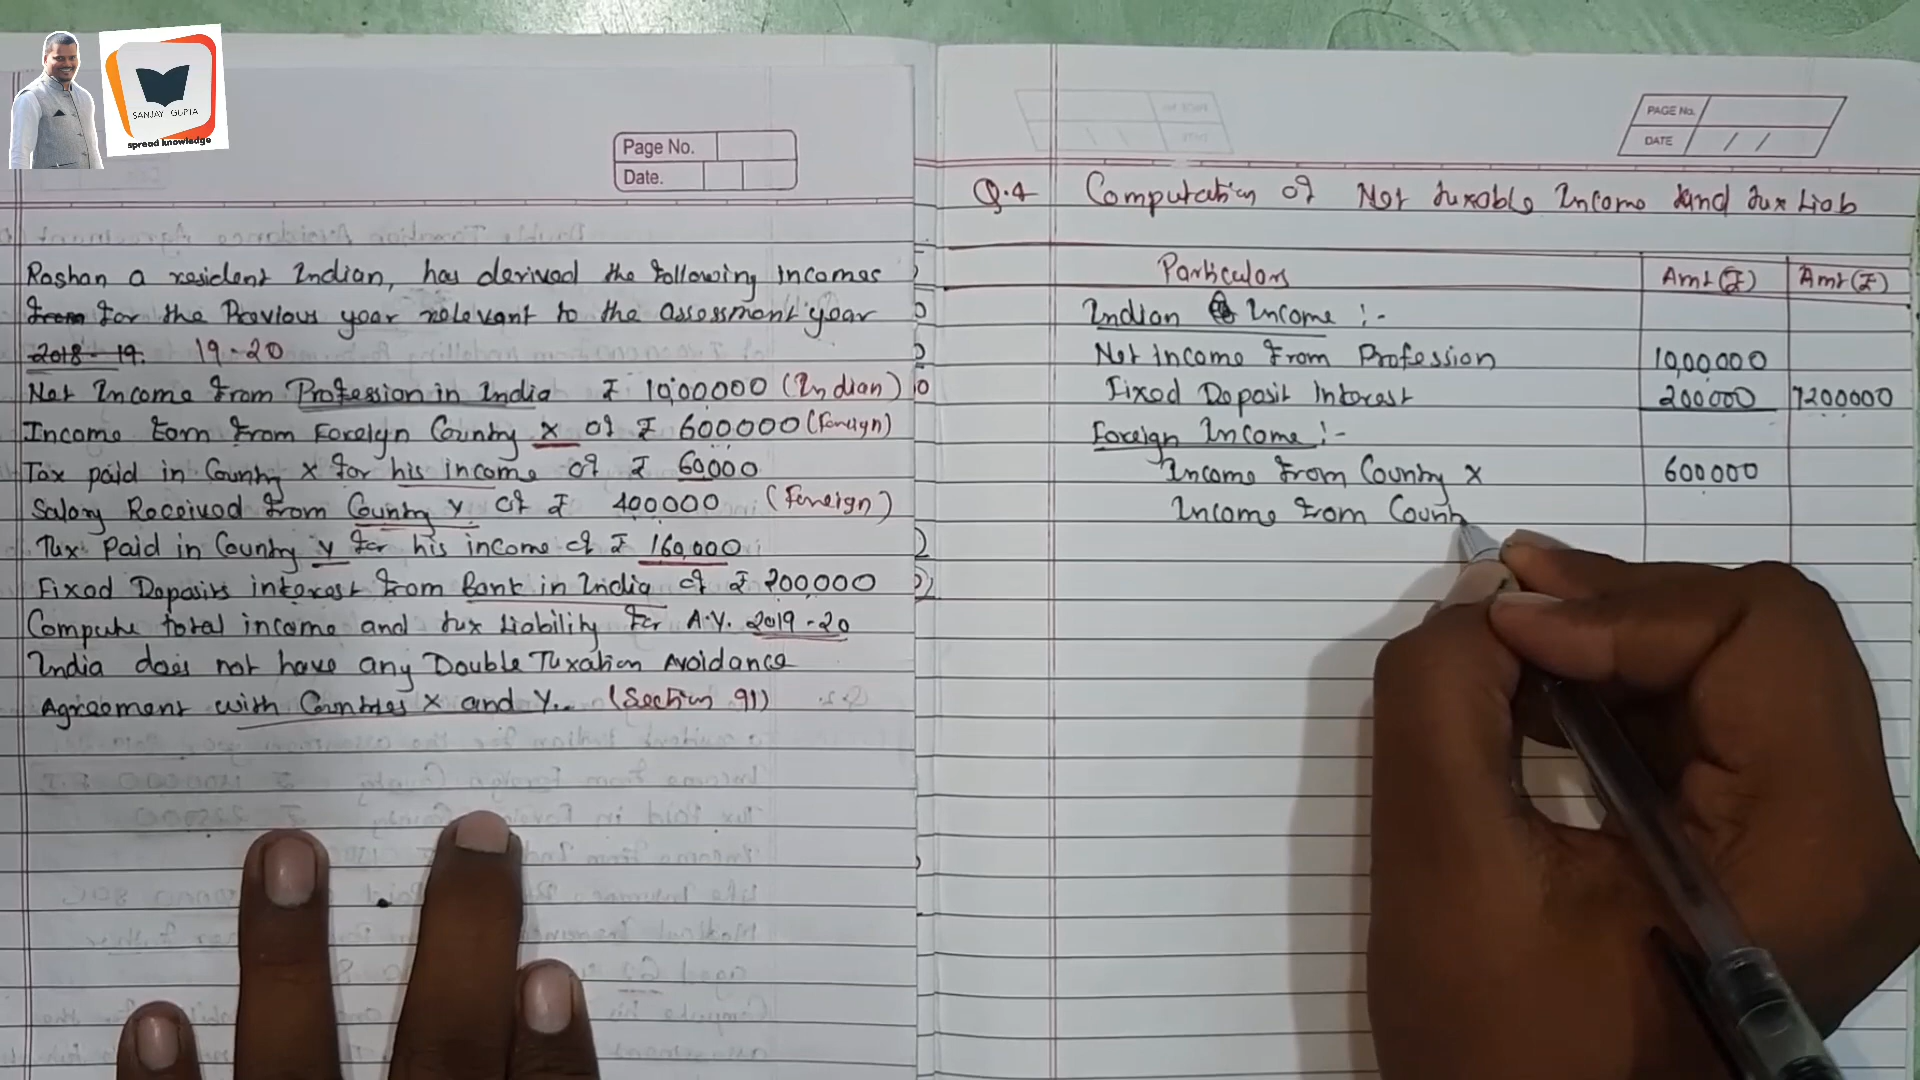 SANJAY GUPTA
spread knowledge
Page No.
Date.
Roshan a resident Indian, has derived the following incomes
from for the Previous year relevant to the assessment year
2018-19. 19-20
Net Income from Profession in India ₹ 10,00000 (Indian)
Income eorn from Foreign Country X of ₹ 600000 (Foreign)
Tax paid in Country X for his income of ₹ 60000
Salary Received from Country Y of ₹ 400000 (Foreign)
Tax Paid in Country Y for his income of ₹ 160,000
Fixed Deposits interest from Bank in India of ₹ 200000
Compute total income and tax liability for A.Y. 2019-20
India does not have any Double Taxation Avoidance
Agreement with Countries X and Y.. (Section 91)
PAGE No.
DATE / /
Q.4 Computation of Net taxable Income and tax Liab
Particulars Amt(₹) Amt(₹)
Indian Income :-
Net income from Profession 10,00000
Fixed Deposit Interest 200000 1200000
Foreign Income :-
Income from Country X 600000
Income from Count